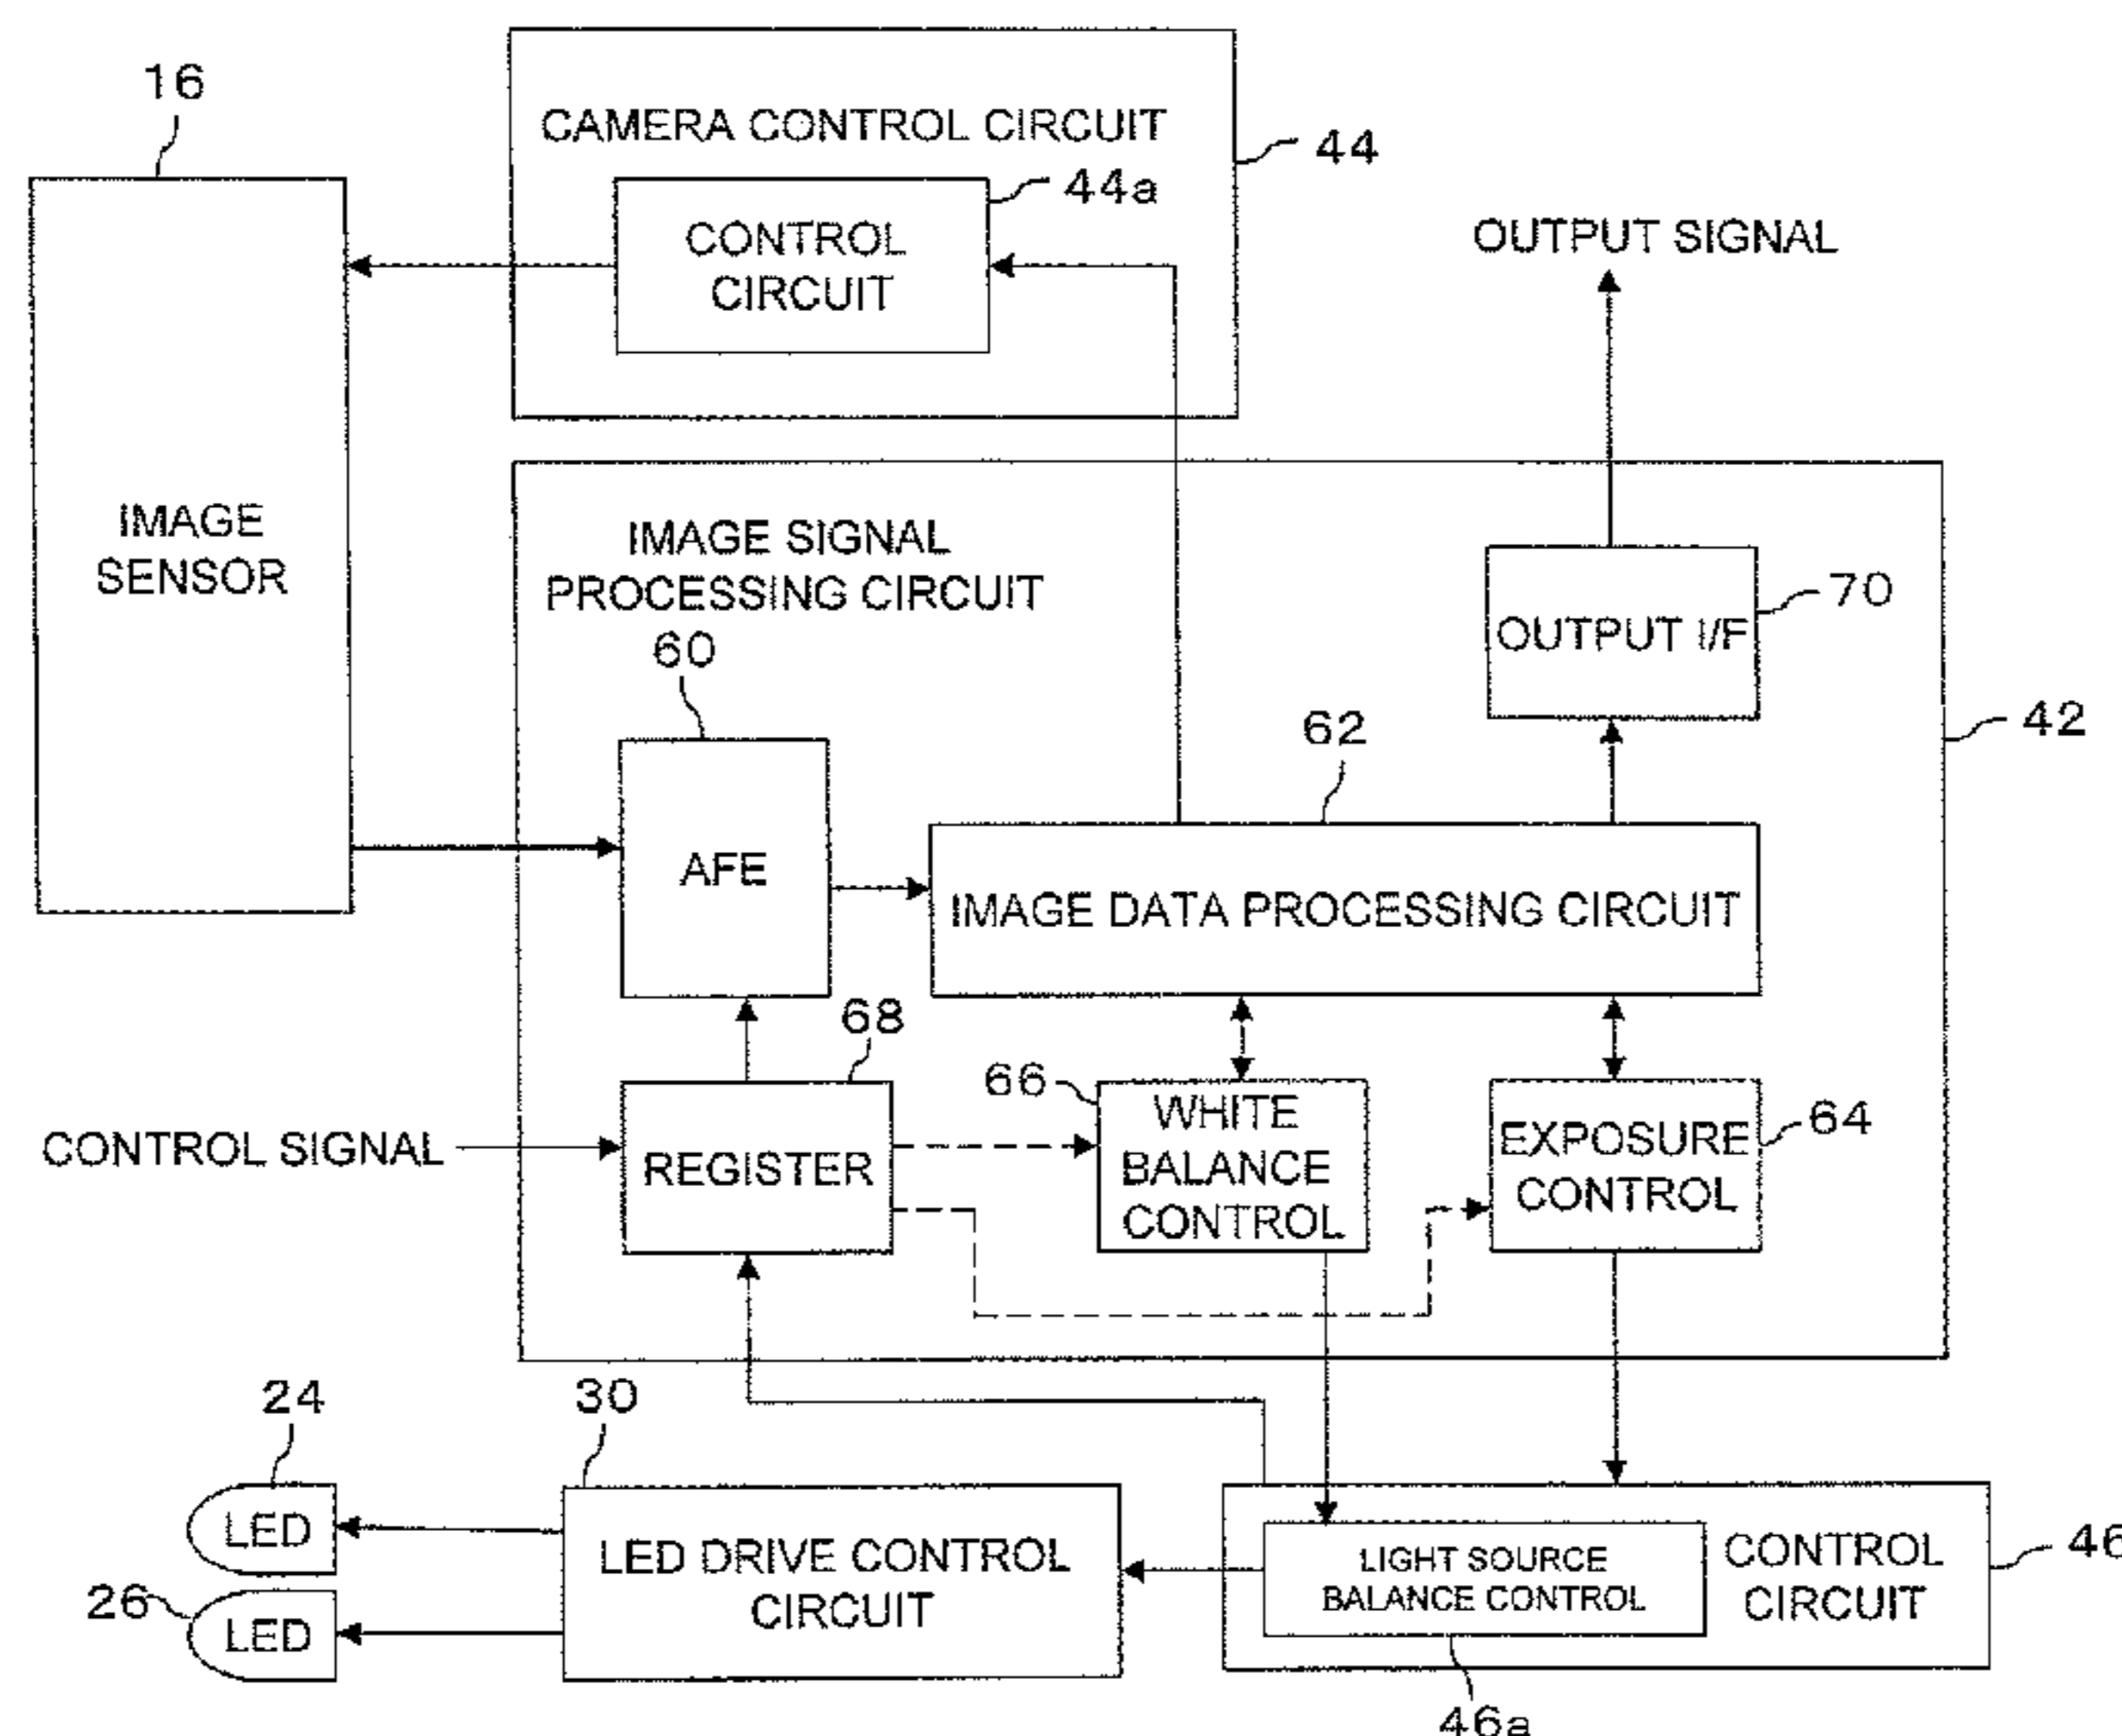 16
CAMERA CONTROL CIRCUIT
44
44a
CONTROL
CIRCUIT
OUTPUT SIGNAL
IMAGE
SENSOR
IMAGE SIGNAL
PROCESSING CIRCUIT
60
70
OUTPUT I/F
62
42
AFE
IMAGE DATA PROCESSING CIRCUIT
68
66
WHITE
BALANCE
CONTROL
64
EXPOSURE
CONTROL
CONTROL SIGNAL
REGISTER
24
30
LED
LED DRIVE CONTROL
CIRCUIT
26
LED
LIGHT SOURCE
BALANCE CONTROL
CONTROL
CIRCUIT
46
46a